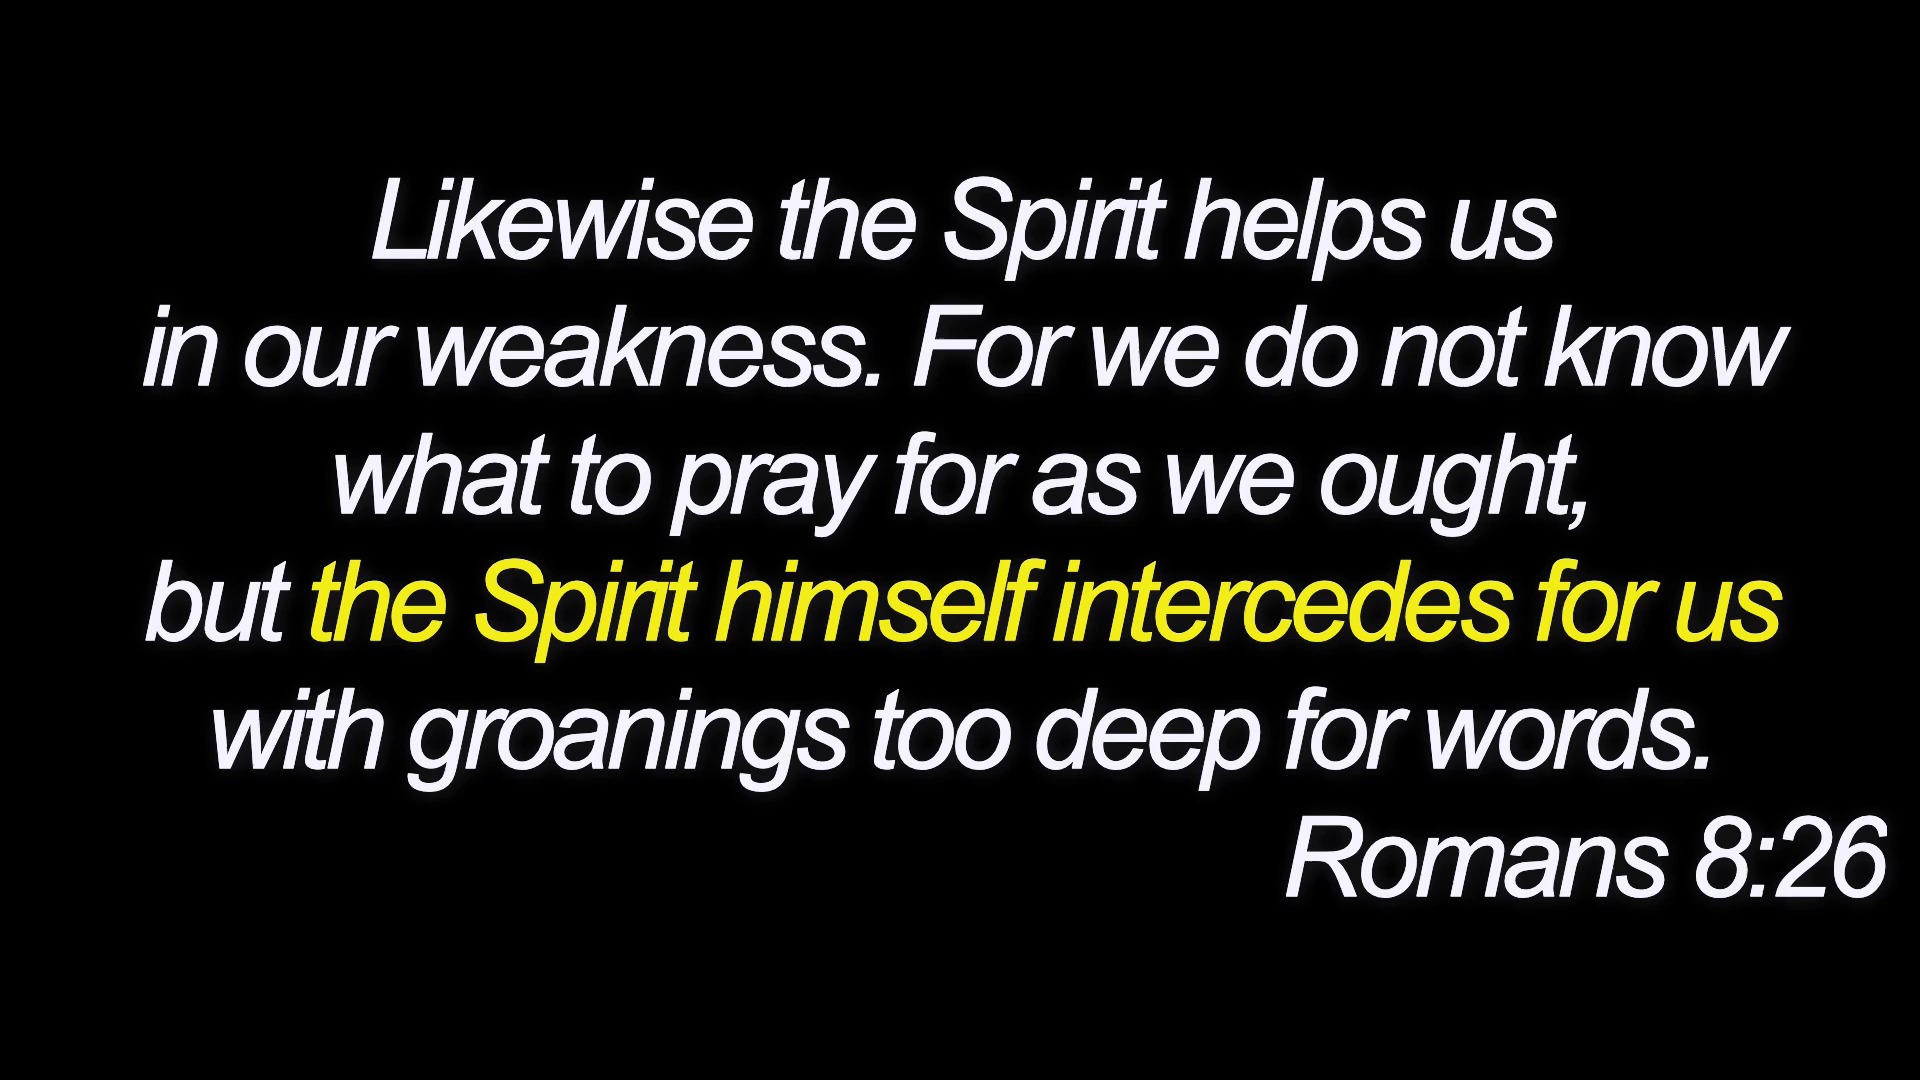 Likewise the Spirit helps us
in our weakness. For we do not know
what to pray for as we ought,
but the Spirit himself intercedes for us
with groanings too deep for words.
Romans 8:26